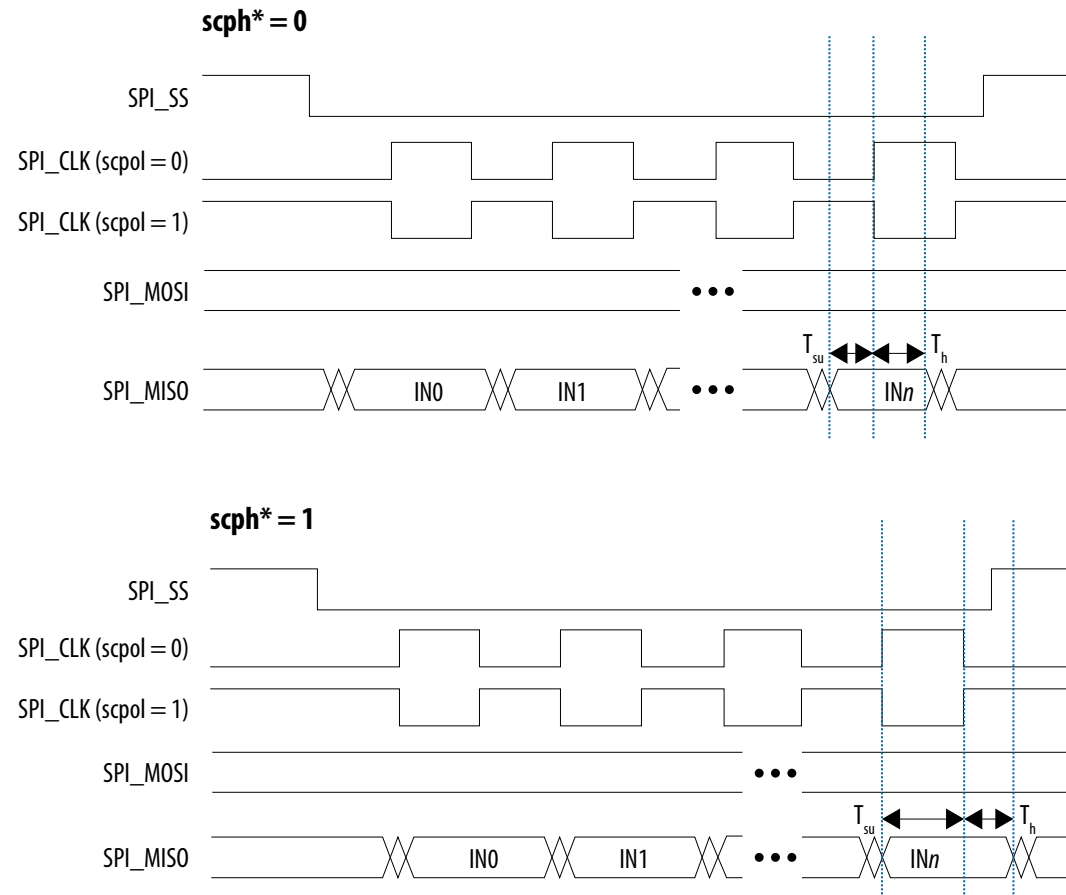 scph* = 0
SPI_SS
SPI_CLK (scpol = 0)
SPI_CLK (scpol = 1)
SPI_MOSI
•••
Tsu Th
SPI_MISO IN0 IN1 ••• INn
scph* = 1
SPI_SS
SPI_CLK (scpol = 0)
SPI_CLK (scpol = 1)
SPI_MOSI
•••
Tsu Th
SPI_MISO IN0 IN1 ••• INn